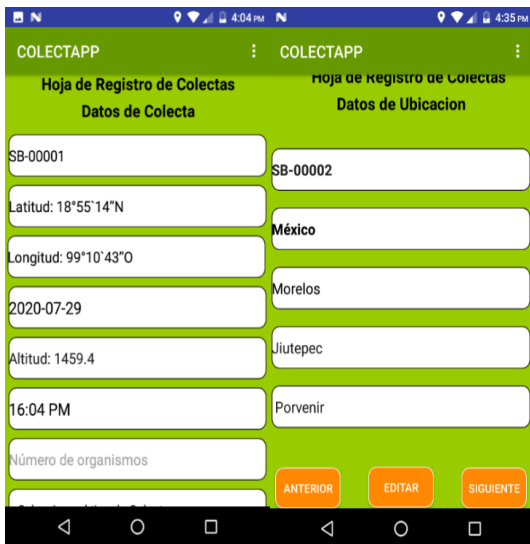 4:04 PM
COLECTAPP
Hoja de Registro de Colectas
Datos de Colecta
SB-00001
Latitud: 18°55`14”N
Longitud: 99°10`43”O
2020-07-29
Altitud: 1459.4
16:04 PM
Número de organismos
4:35 PM
COLECTAPP
Hoja de Registro de Colectas
Datos de Ubicacion
SB-00002
México
Morelos
Jiutepec
Porvenir
ANTERIOR
EDITAR
SIGUIENTE